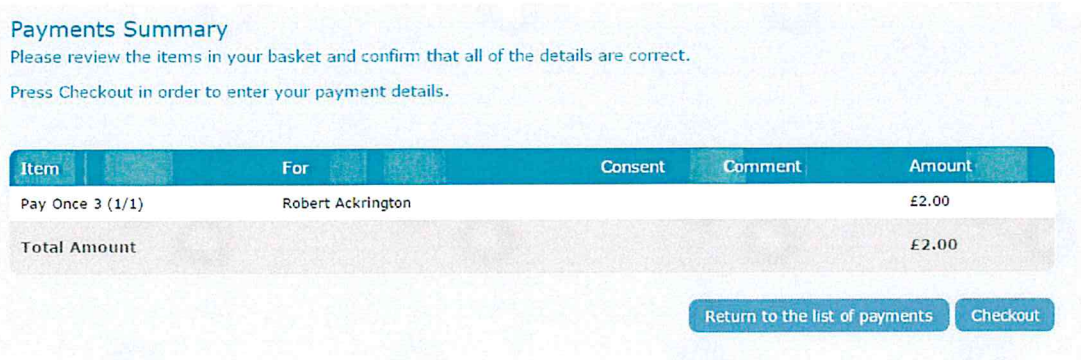 Payments Summary
Please review the items in your basket and confirm that all of the details are correct.
Press Checkout in order to enter your payment details.
Item For Consent Comment Amount
Pay Once 3 (1/1) Robert Ackrington £2.00
Total Amount £2.00
Return to the list of payments Checkout